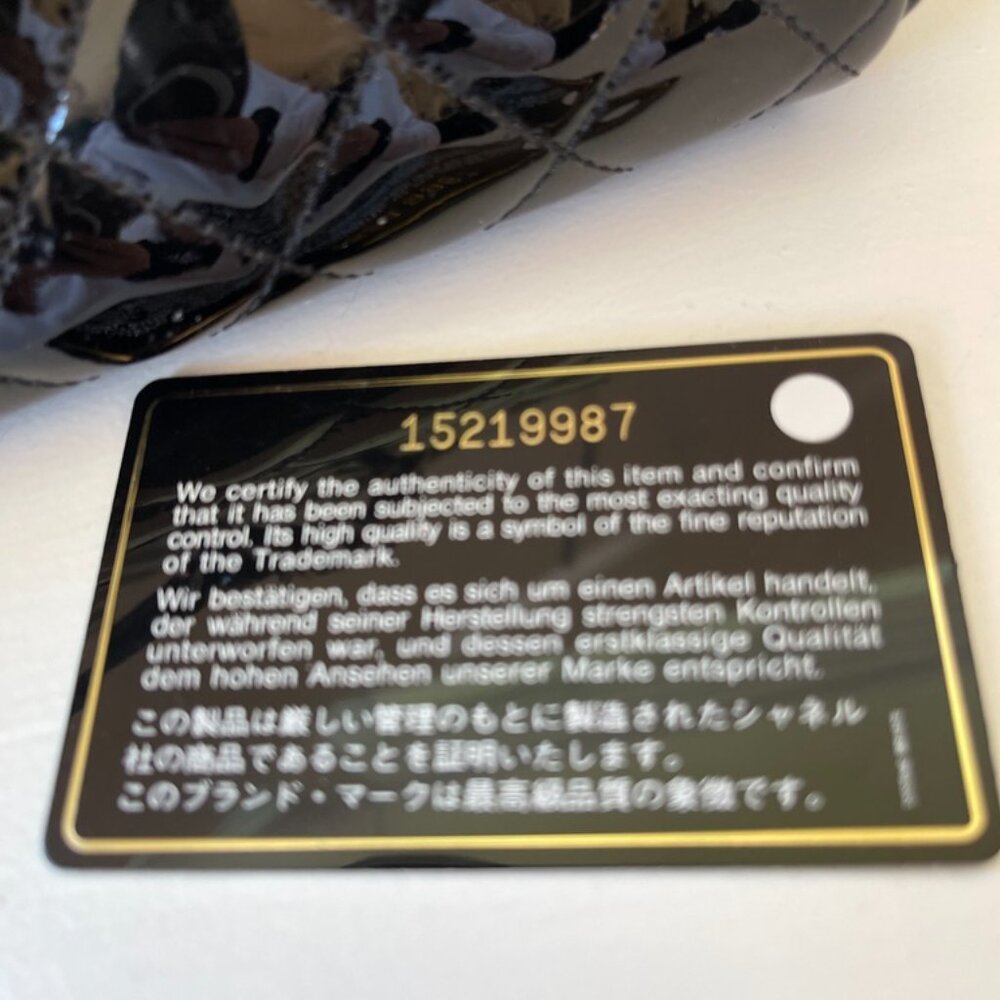 15219987
We certify the authenticity of this item and confirm
that it has been subjected to the most exacting quality
control. Its high quality is a symbol of the fine reputation
of the Trademark.
Wir bestätigen, dass es sich um einen Artikel handelt,
der während seiner Herstellung strengsten Kontrollen
unterworfen war, und dessen erstklassige Qualität
dem hohen Ansehen unserer Marke entspricht.
この製品は厳しい管理のもとに製造されたシャネル
社の商品であることを証明いたします。
このブランド・マークは最高級品質の象徴です。